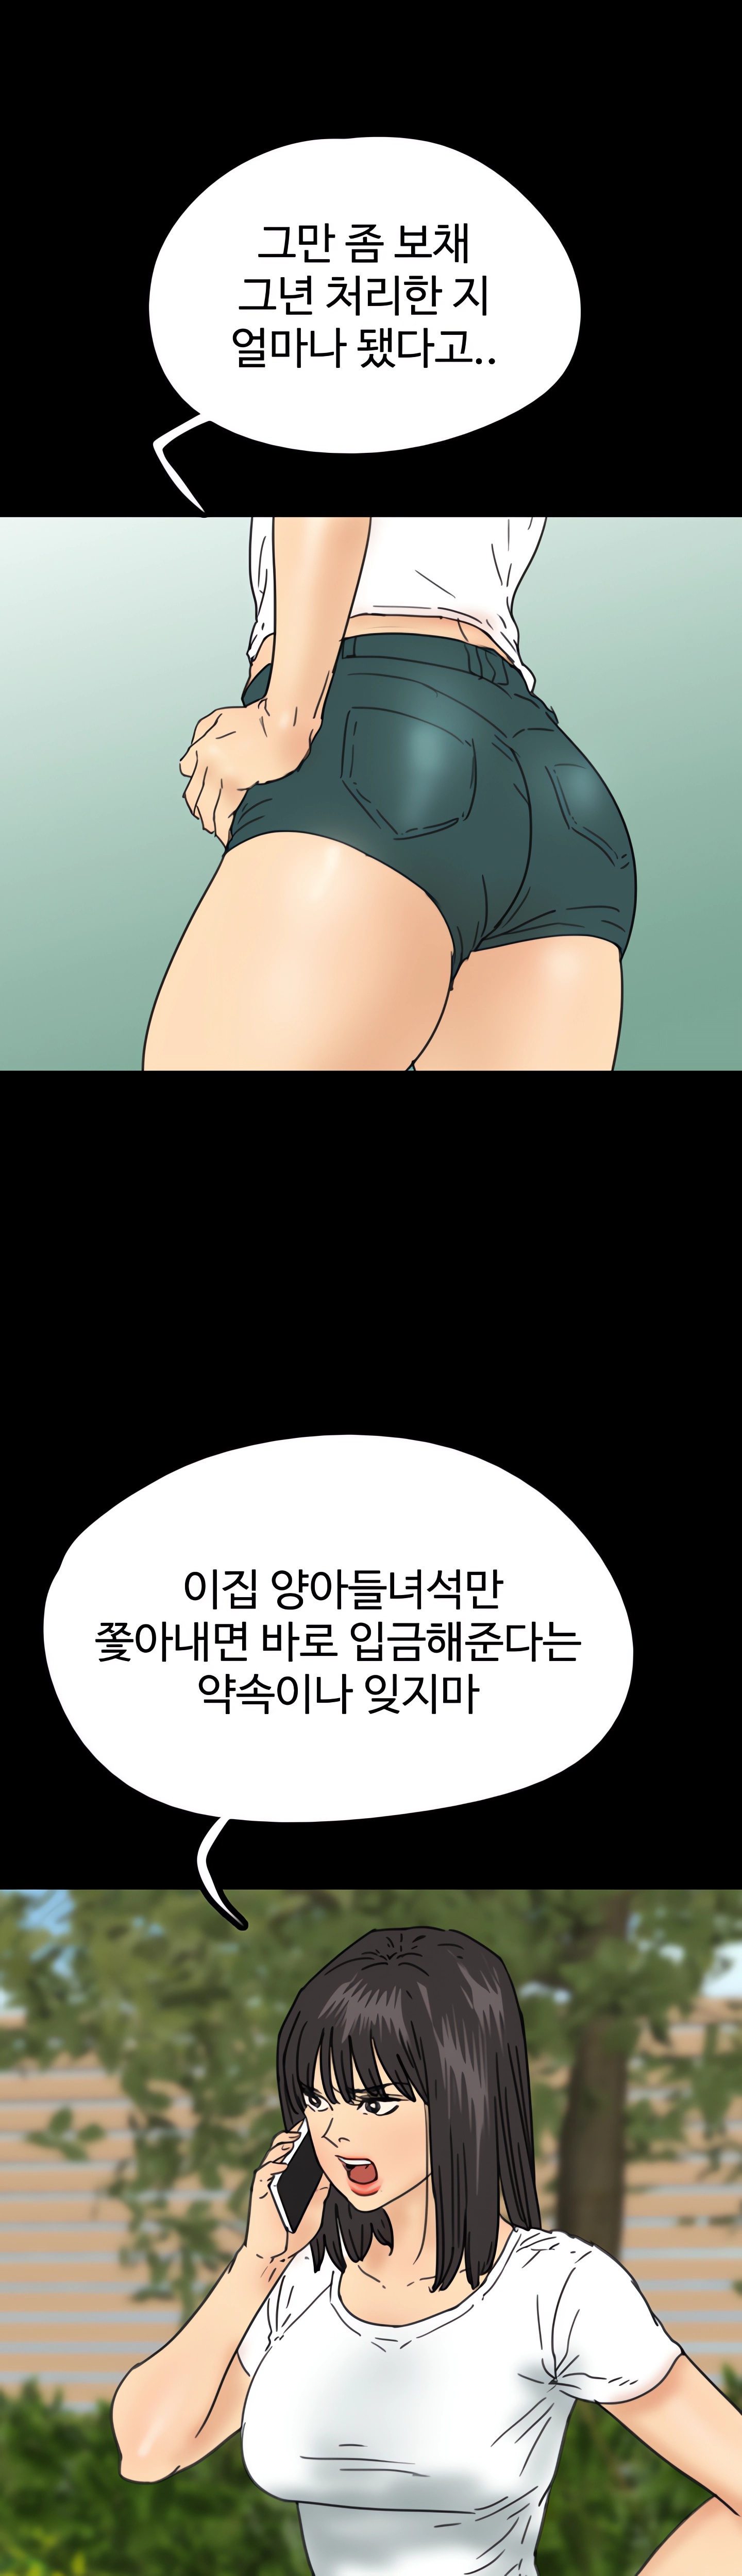 그만 좀 보채
그년 처리한 지
얼마나 됐다고..
이집 양아들녀석만
쫓아내면 바로 입금해준다는
약속이나 잊지마